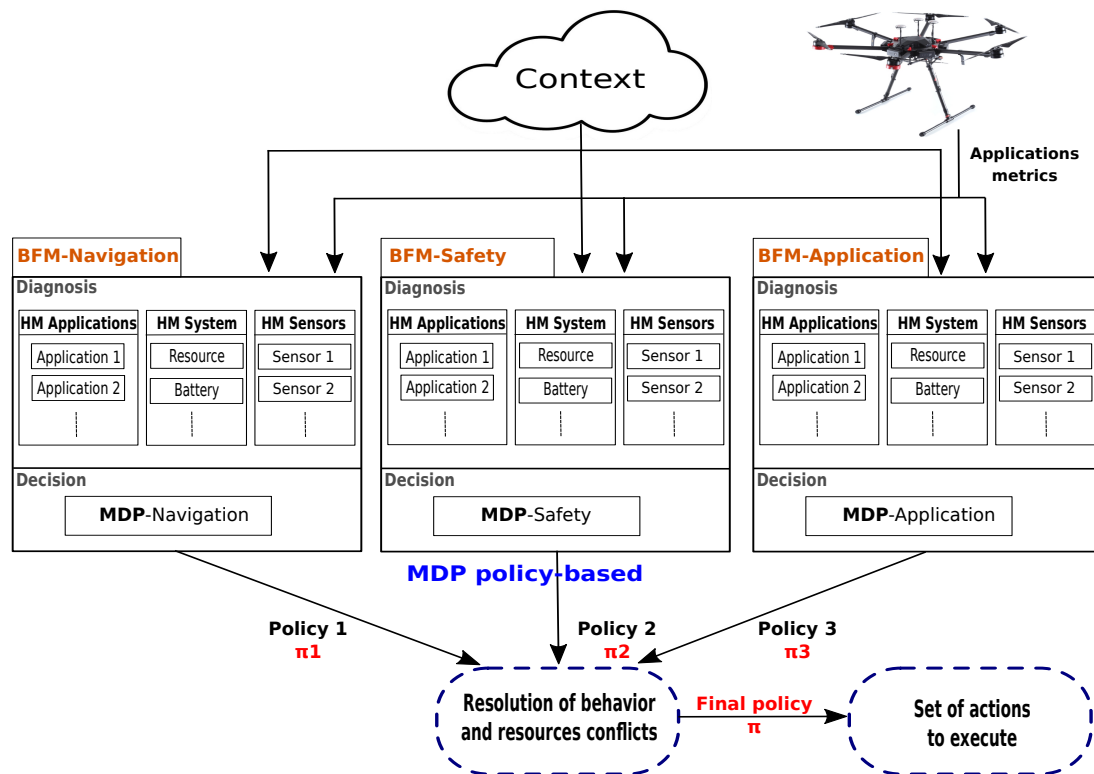 Context
Applications
metrics
BFM-Navigation
Diagnosis
HM Applications
Application 1
Application 2
HM System
Resource
Battery
HM Sensors
Sensor 1
Sensor 2
Decision
MDP-Navigation
BFM-Safety
Diagnosis
HM Applications
Application 1
Application 2
HM System
Resource
Battery
HM Sensors
Sensor 1
Sensor 2
Decision
MDP-Safety
BFM-Application
Diagnosis
HM Applications
Application 1
Application 2
HM System
Resource
Battery
HM Sensors
Sensor 1
Sensor 2
Decision
MDP-Application
MDP policy-based
Policy 1
π1
Policy 2
π2
Policy 3
π3
Resolution of behavior
and resources conflicts
Final policy
π
Set of actions
to execute